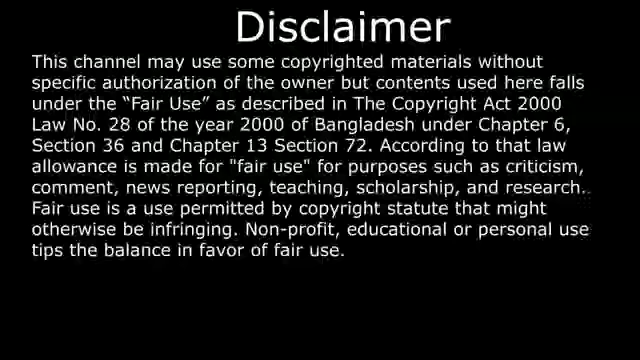 Disclaimer
This channel may use some copyrighted materials without
specific authorization of the owner but contents used here falls
under the “Fair Use” as described in The Copyright Act 2000
Law No. 28 of the year 2000 of Bangladesh under Chapter 6,
Section 36 and Chapter 13 Section 72. According to that law
allowance is made for "fair use" for purposes such as criticism,
comment, news reporting, teaching, scholarship, and research.
Fair use is a use permitted by copyright statute that might
otherwise be infringing. Non-profit, educational or personal use
tips the balance in favor of fair use.